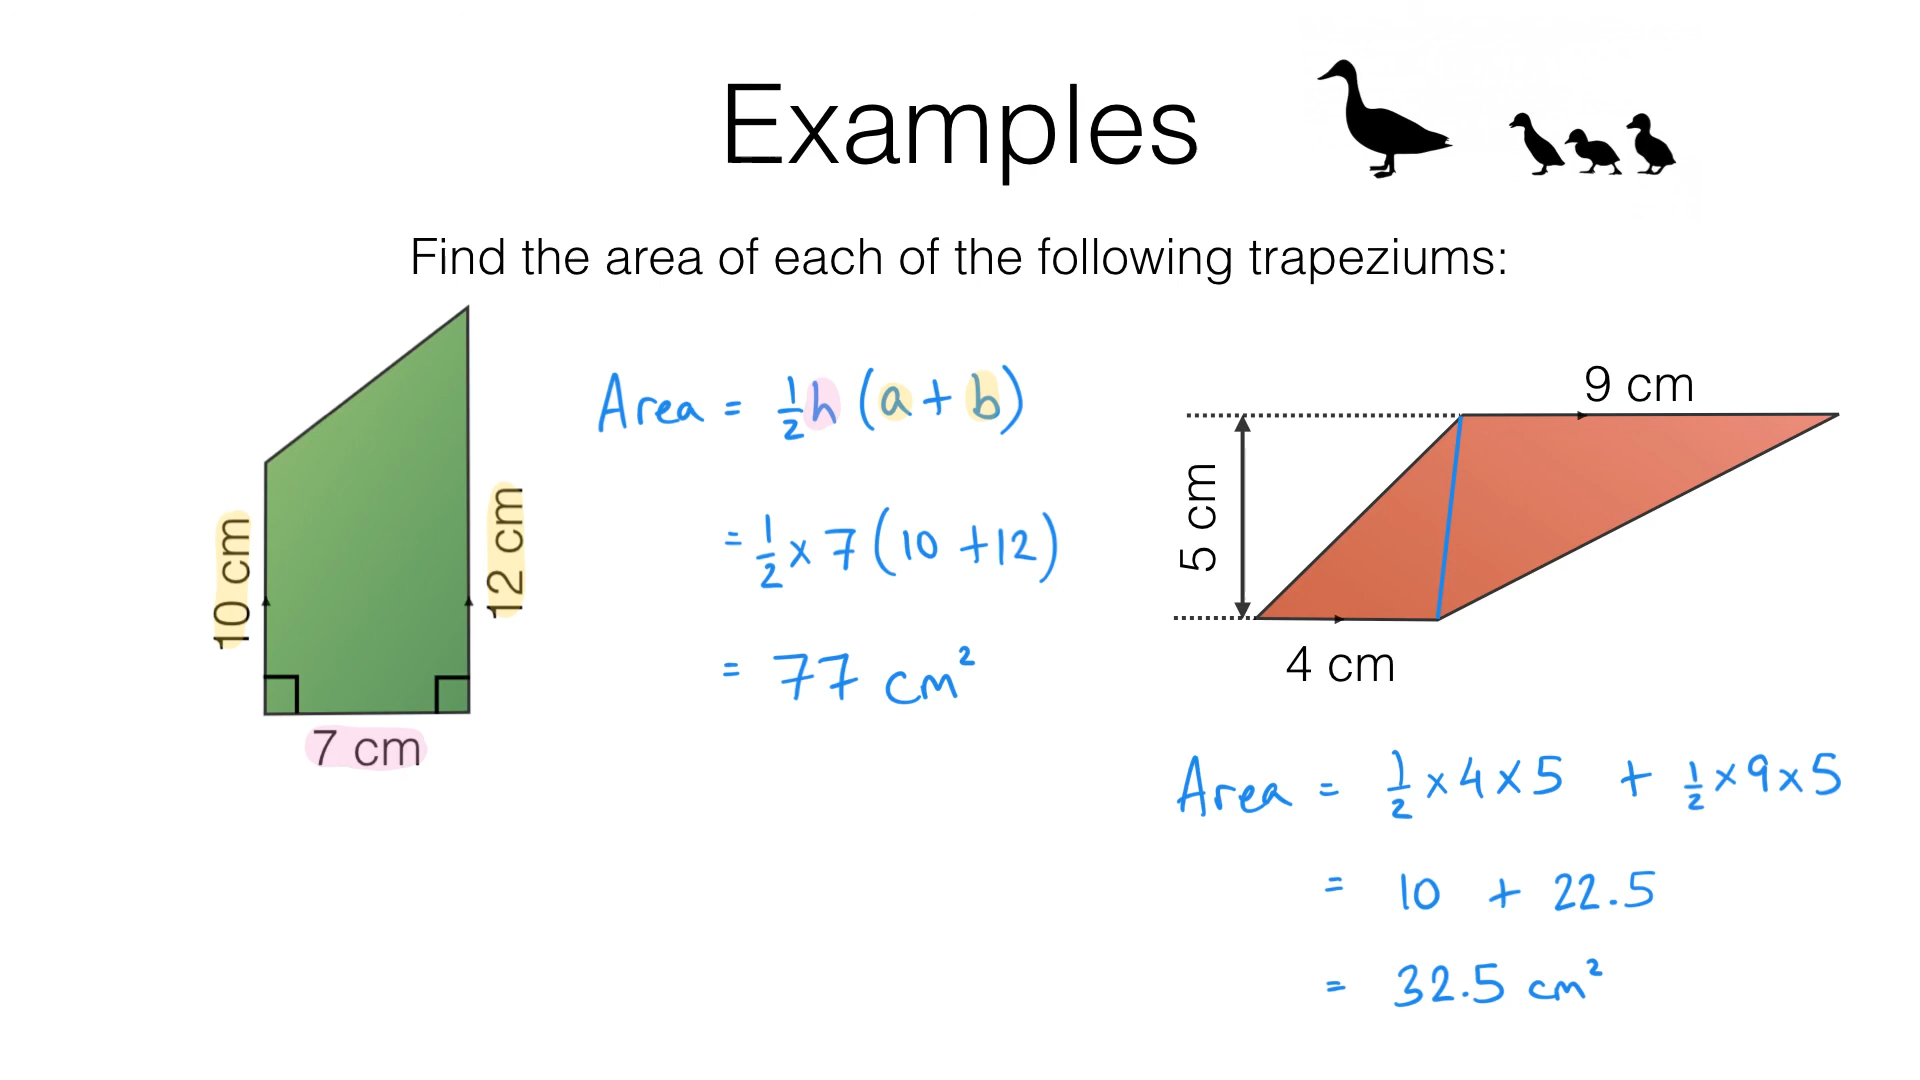 Examples
Find the area of each of the following trapeziums:
10 cm
12 cm
7 cm
Area = ½h (a + b)
= ½ × 7 (10 + 12)
= 77 cm²
9 cm
5 cm
4 cm
Area = ½ × 4 × 5 + ½ × 9 × 5
= 10 + 22.5
= 32.5 cm²